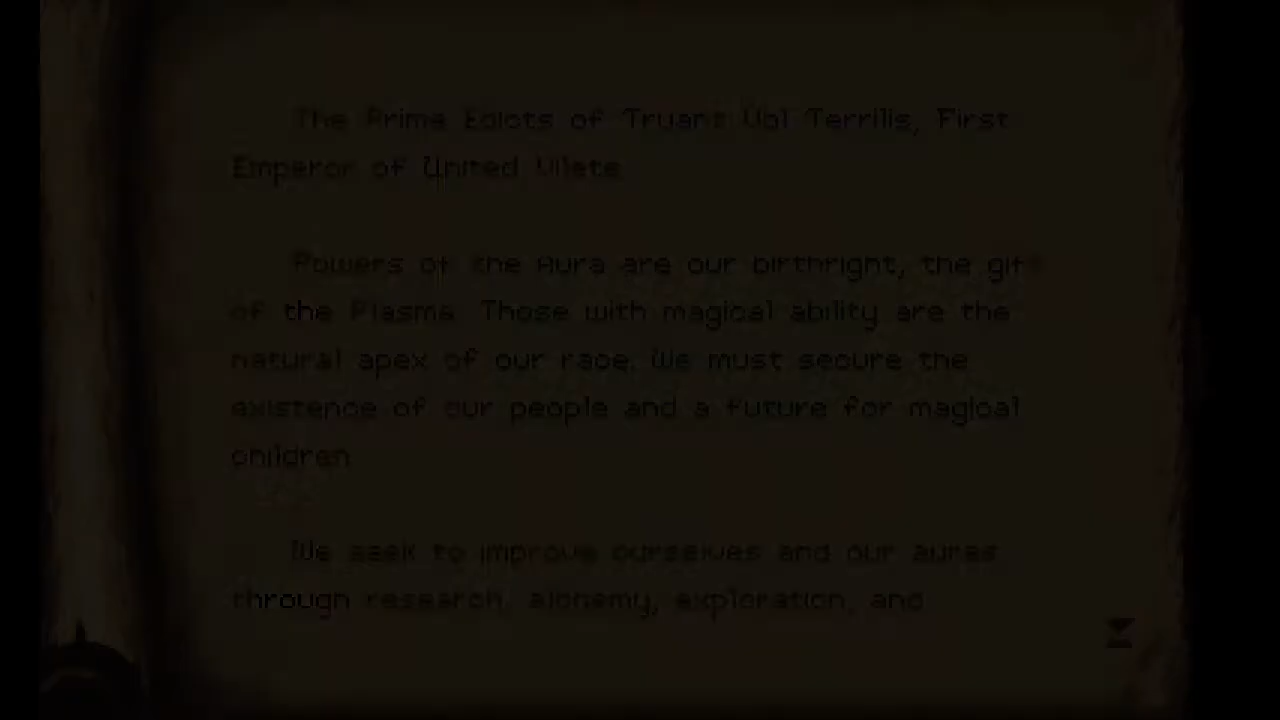 The Prime Edicts of Truant Val Terrilis, First
Emperor of United Vilete
Powers of the Aura are our birthright, the gift
of the Plasma. Those with magical ability are the
natural apex of our race. We must secure the
existence of our people and a future for magical
children.
We seek to improve ourselves and our auras
through research, alchemy, exploration, and